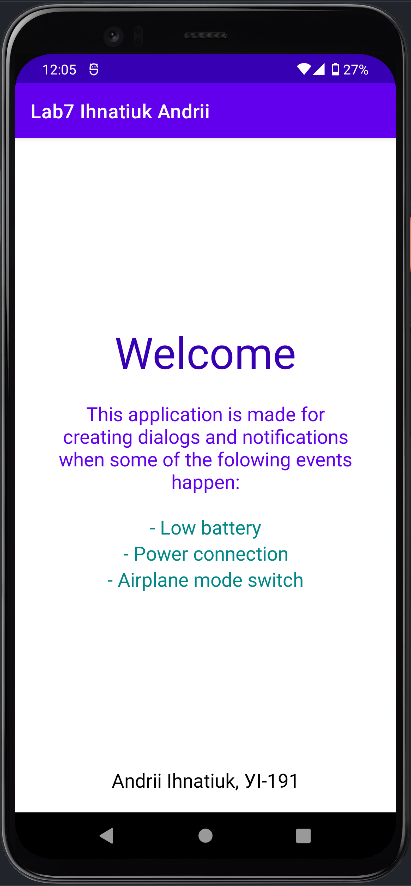 12:05 27%
Lab7 Ihnatiuk Andrii
Welcome
This application is made for
creating dialogs and notifications
when some of the folowing events
happen:
- Low battery
- Power connection
- Airplane mode switch
Andrii Ihnatiuk, УІ-191